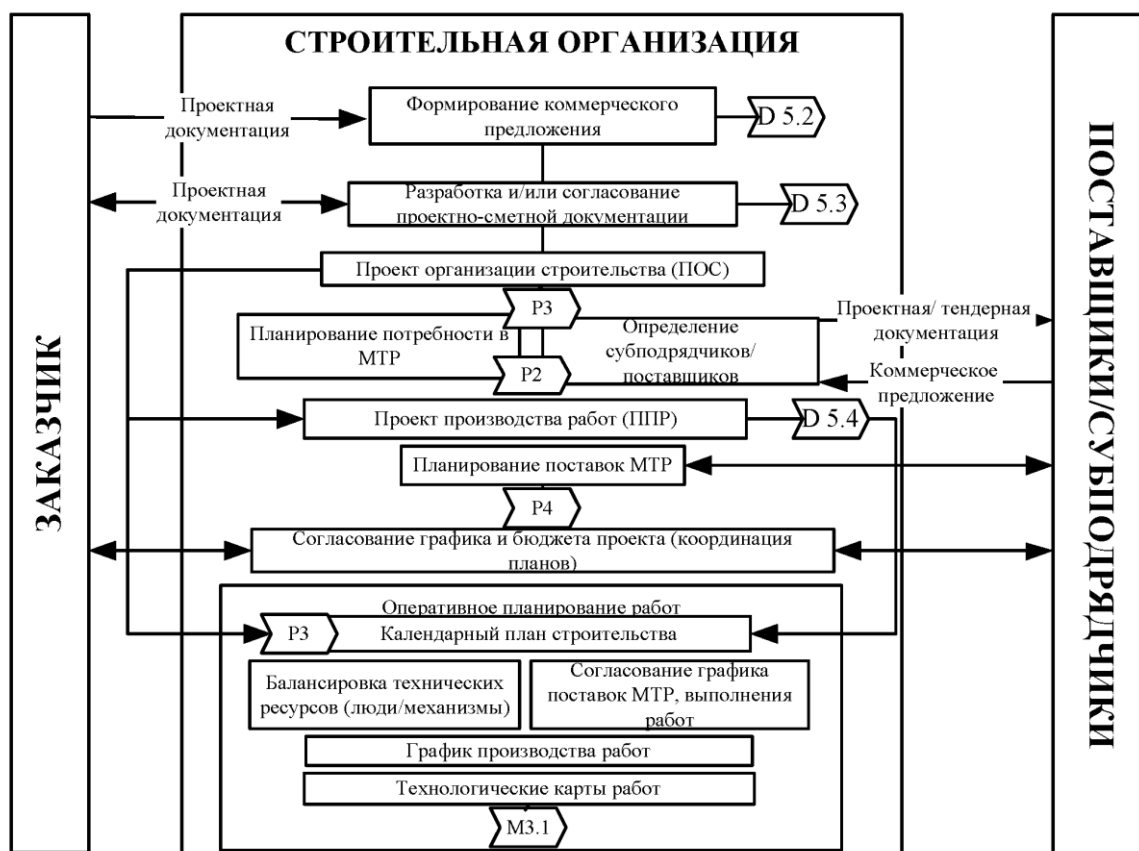 СТРОИТЕЛЬНАЯ ОРГАНИЗАЦИЯ
ЗАКАЗЧИК
ПОСТАВЩИКИ/СУБПОДРЯДЧИКИ
Проектная
документация
Формирование коммерческого
предложения
D 5.2
Проектная
документация
Разработка и/или согласование
проектно-сметной документации
D 5.3
Проект организации строительства (ПОС)
P3
Планирование потребности в
МТР
P2
Определение
субподрядчиков/
поставщиков
Проектная/ тендерная
документация
Коммерческое
предложение
Проект производства работ (ППР)
D 5.4
Планирование поставок МТР
P4
Согласование графика и бюджета проекта (координация
планов)
Оперативное планирование работ
P3
Календарный план строительства
Балансировка технических
ресурсов (люди/механизмы)
Согласование графика
поставок МТР, выполнения
работ
График производства работ
Технологические карты работ
M3.1